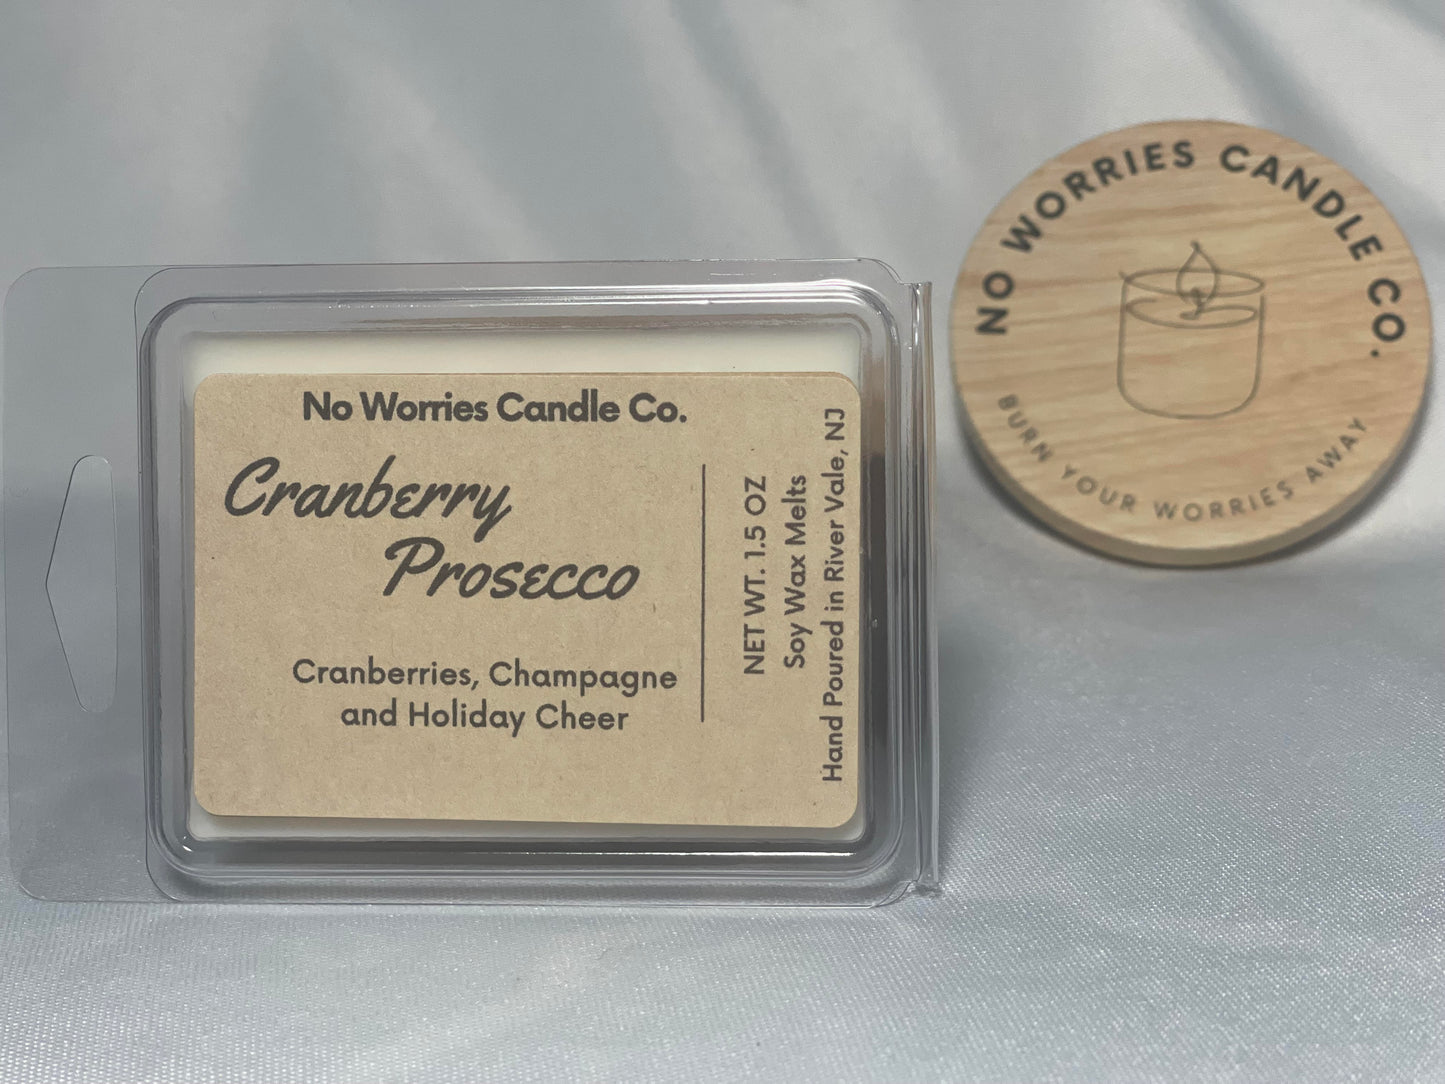 No Worries Candle Co.
Cranberry
Prosecco
Cranberries, Champagne
and Holiday Cheer
NET WT. 1.5 OZ
Soy Wax Melts
Hand Poured in River Vale, NJ
NO WORRIES CANDLE CO.
BURN YOUR WORRIES AWAY